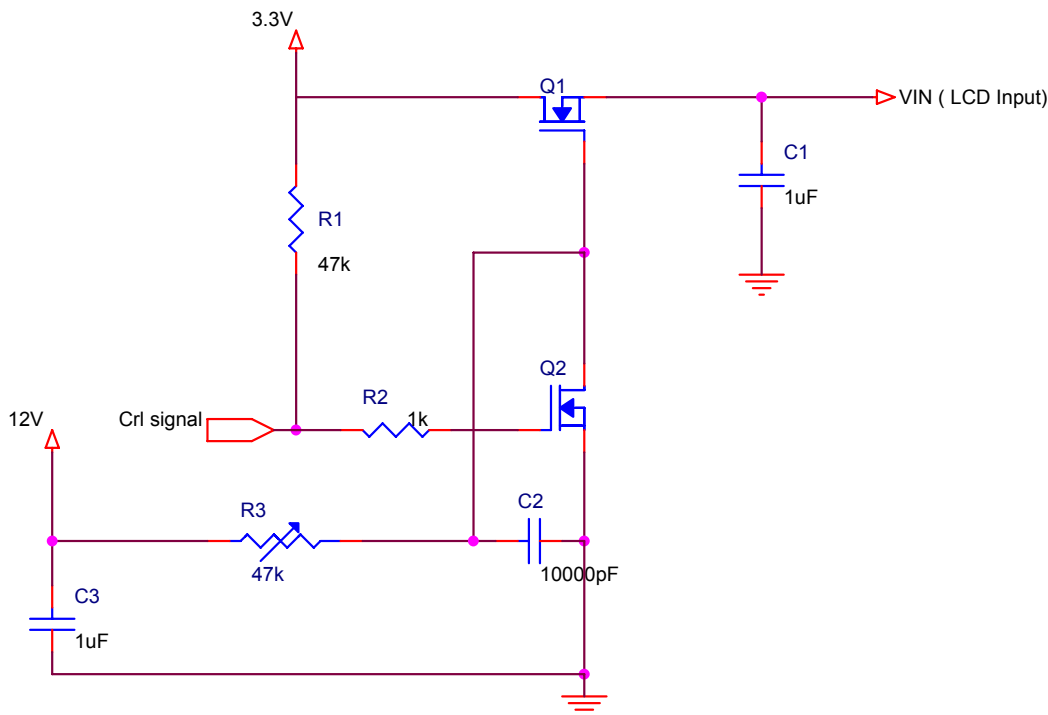 3.3V
Q1
VIN ( LCD Input)
C1
1uF
R1
47k
Q2
R2
1k
12V
Crl signal
R3
47k
C2
10000pF
C3
1uF